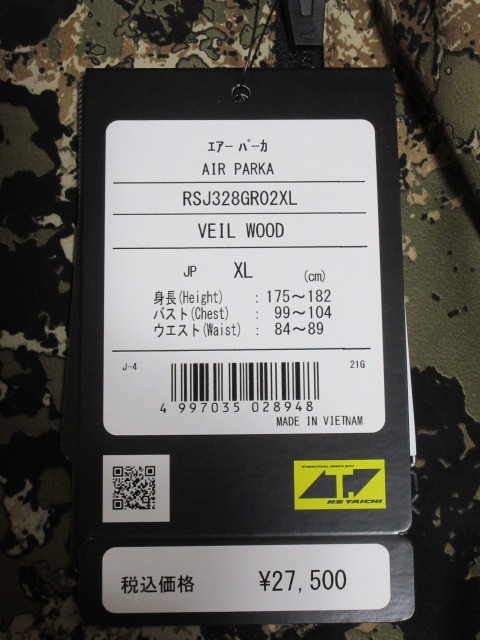 エアー パーカ
AIR PARKA
RSJ328GR02XL
VEIL WOOD
JP XL (cm)
身長(Height) : 175～182
バスト(Chest) : 99～104
ウエスト(Waist) : 84～89
J-4 21G
4 997035 028948
MADE IN VIETNAM
RS TAICHI
税込価格 ¥27,500